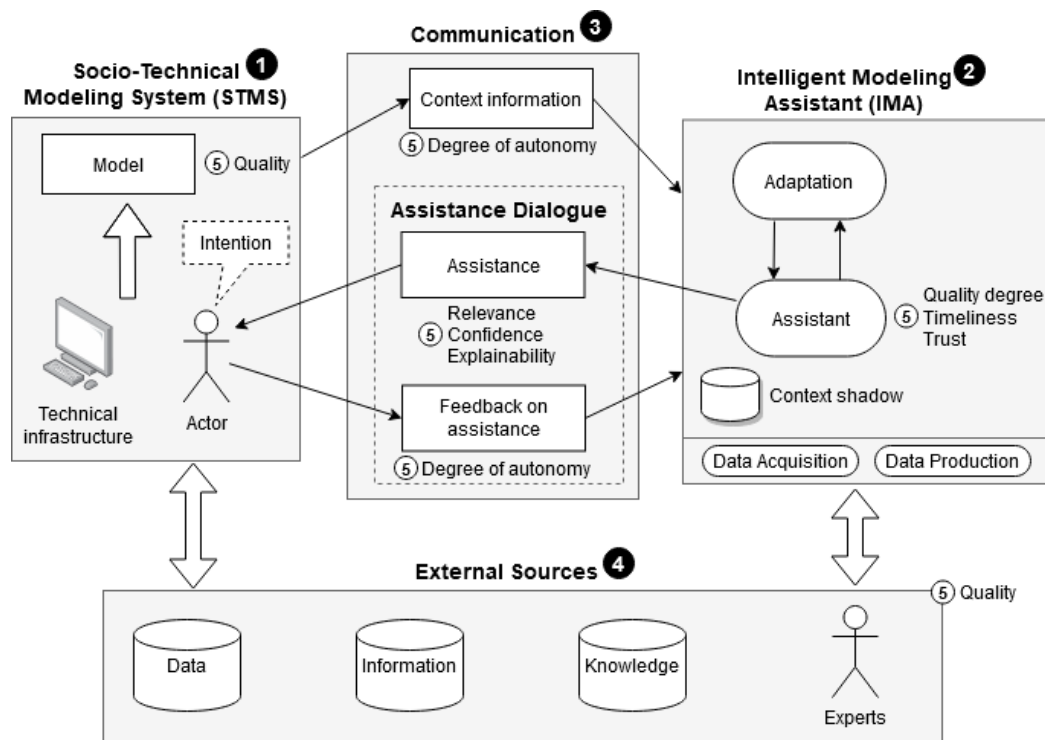 Communication 3
Socio-Technical 1
Modeling System (STMS)
Intelligent Modeling 2
Assistant (IMA)
Model
5 Quality
Intention
Technical
infrastructure
Actor
Context information
5 Degree of autonomy
Assistance Dialogue
Assistance
5
Relevance
Confidence
Explainability
Feedback on
assistance
5 Degree of autonomy
Adaptation
Assistant
5
Quality degree
Timeliness
Trust
Context shadow
Data Acquisition
Data Production
External Sources 4
5 Quality
Data
Information
Knowledge
Experts